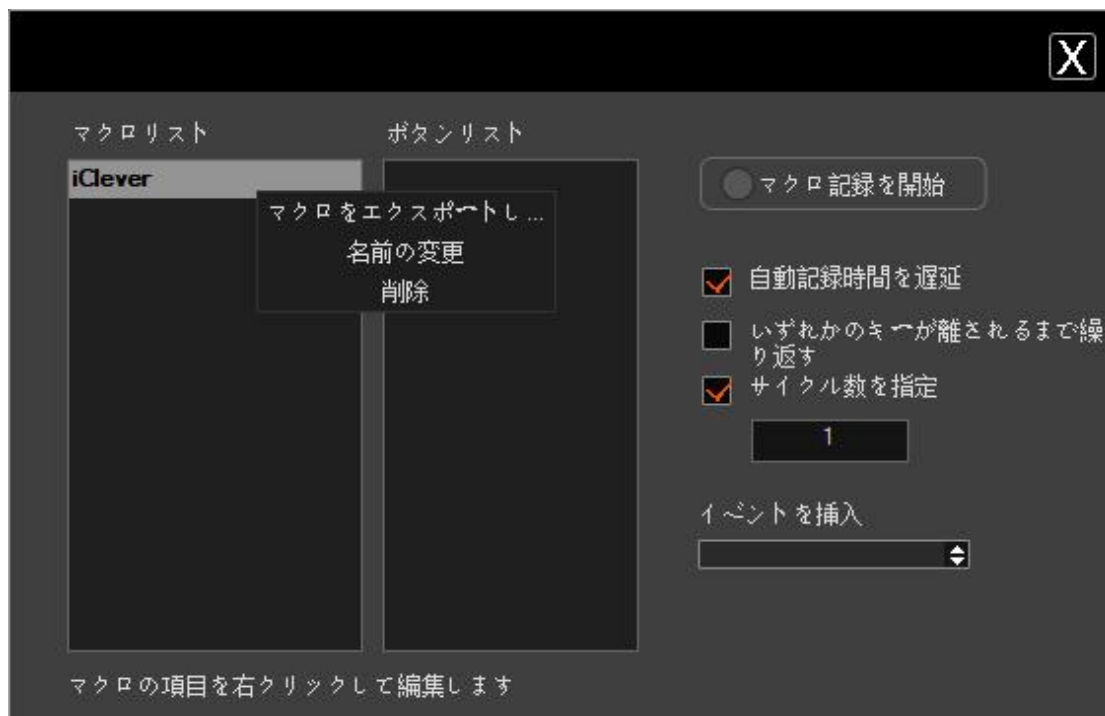 X
マクロリスト
ボタンリスト
iClever
マクロをエクスポートし...
名前の変更
削除
マクロ記録を開始
自動記録時間を遅延
いずれかのキーが離されるまで繰
り返す
サイクル数を指定
1
イベントを挿入
マクロの項目を右クリックして編集します